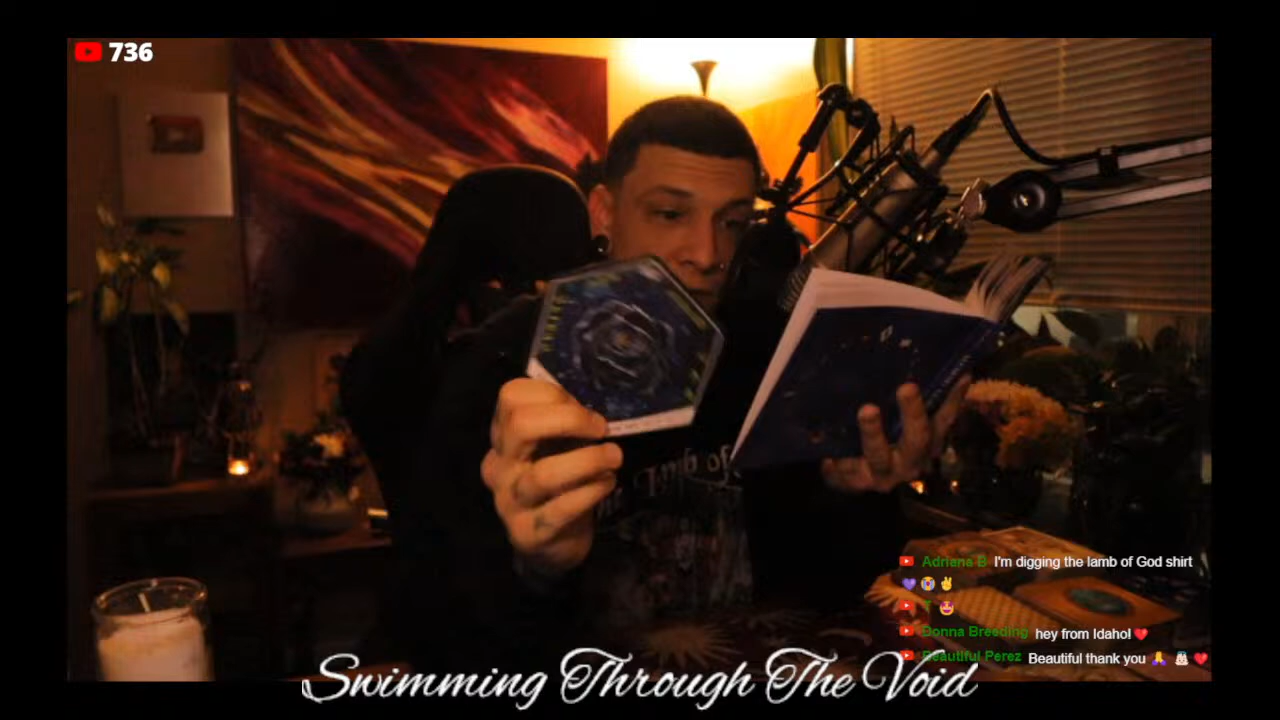 736
Adriana B I'm digging the lamb of God shirt
💜 😭 ✌️
🤩
Donna Breeding hey from Idaho! ❤️
Beautiful Perez Beautiful thank you 🙏 ❤️
Swimming Through The Void